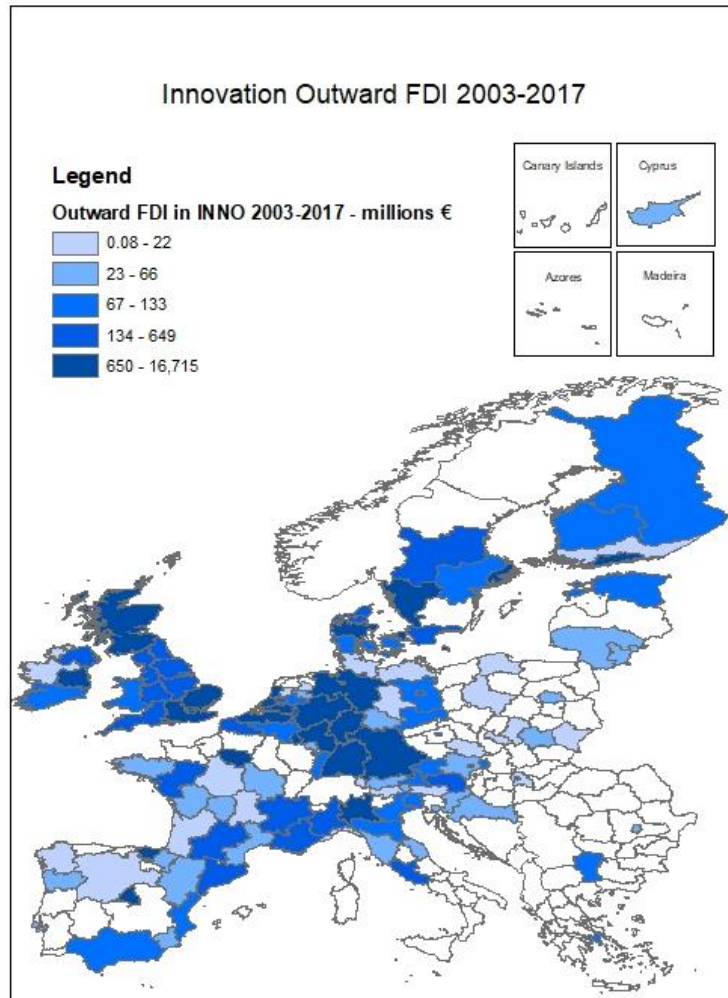 Innovation Outward FDI 2003-2017
Canary Islands
Cyprus
Azores
Madeira
Legend
Outward FDI in INNO 2003-2017 - millions €
0.08 - 22
23 - 66
67 - 133
134 - 649
650 - 16,715